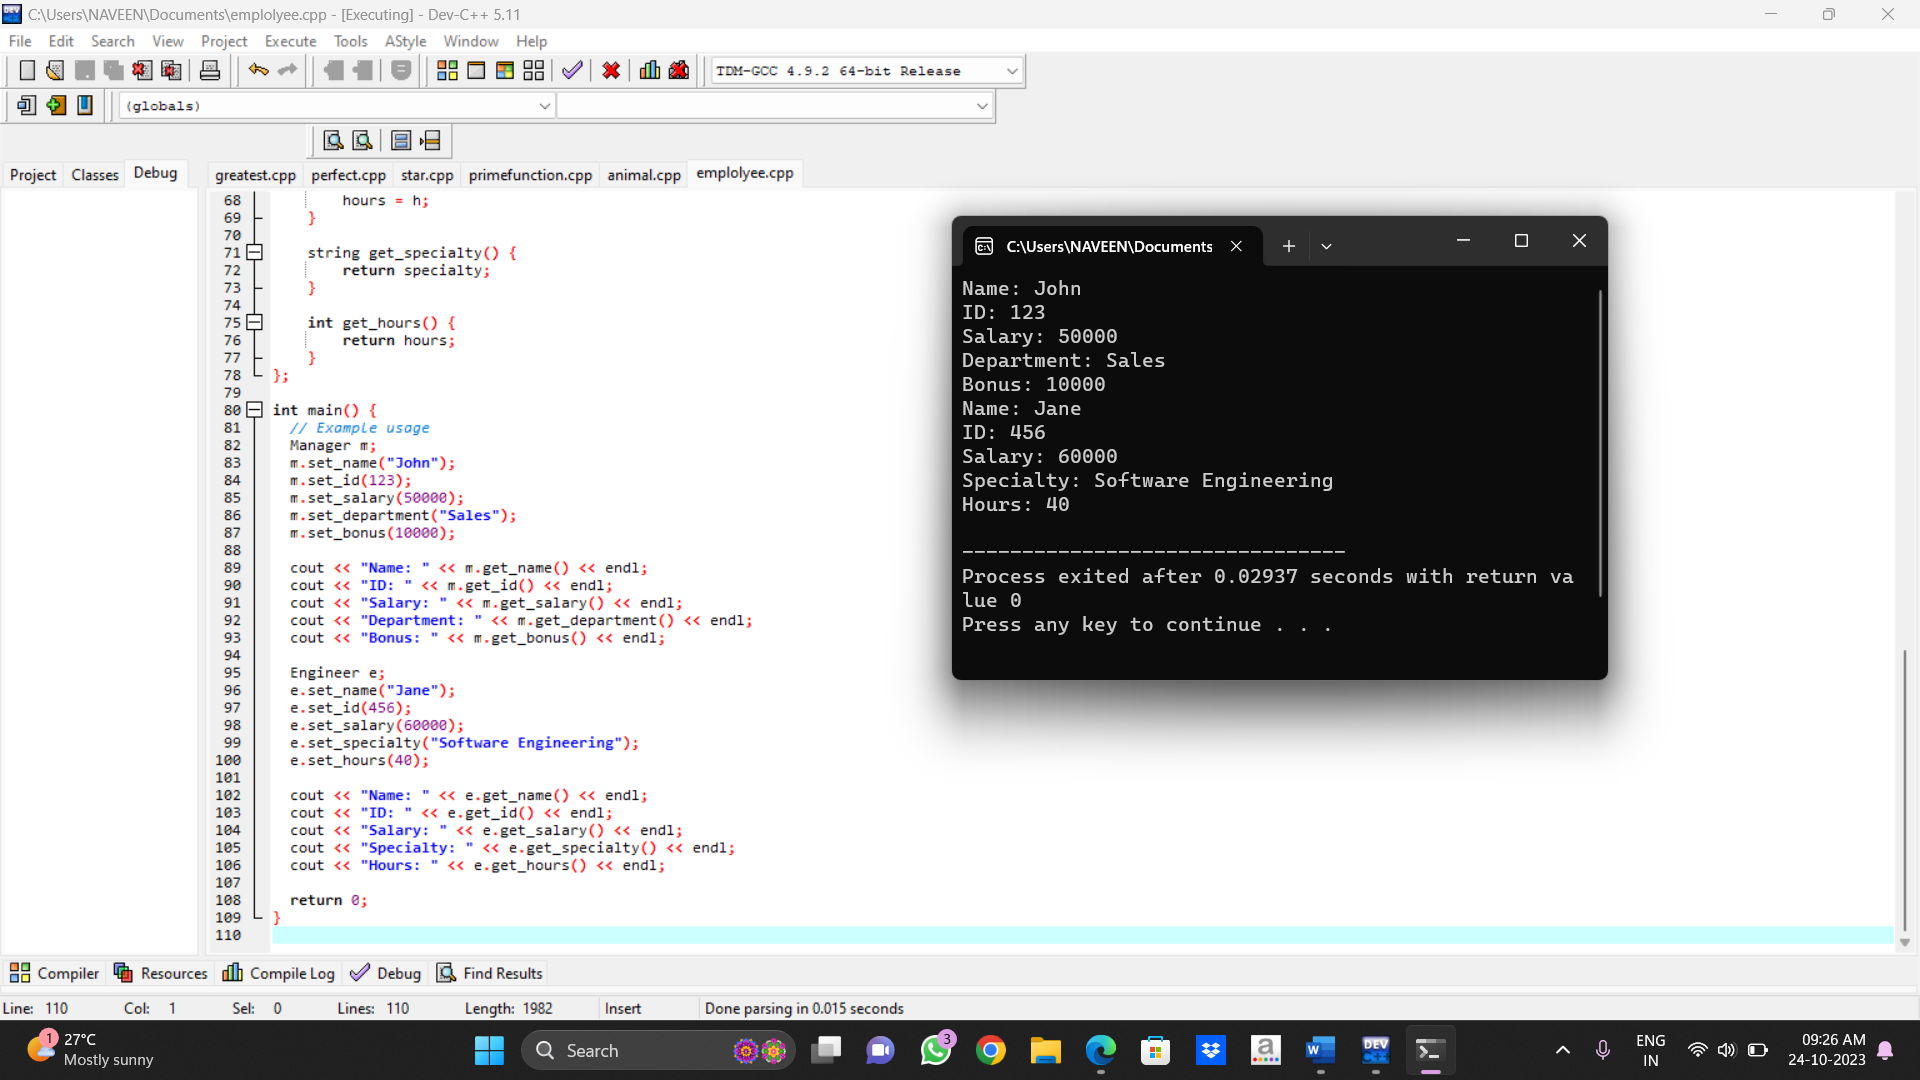 C:\Users\NAVEEN\Documents\emplolyee.cpp - [Executing] - Dev-C++ 5.11
File Edit Search View Project Execute Tools AStyle Window Help
TDM-GCC 4.9.2 64-bit Release
(globals)
Project Classes Debug
greatest.cpp perfect.cpp star.cpp primefunction.cpp animal.cpp emplolyee.cpp
68 hours = h;
69 }
70
71 string get_specialty() {
72 return specialty;
73 }
74
75 int get_hours() {
76 return hours;
77 }
78 };
79
80 int main() {
81 // Example usage
82 Manager m;
83 m.set_name("John");
84 m.set_id(123);
85 m.set_salary(50000);
86 m.set_department("Sales");
87 m.set_bonus(10000);
88
89 cout << "Name: " << m.get_name() << endl;
90 cout << "ID: " << m.get_id() << endl;
91 cout << "Salary: " << m.get_salary() << endl;
92 cout << "Department: " << m.get_department() << endl;
93 cout << "Bonus: " << m.get_bonus() << endl;
94
95 Engineer e;
96 e.set_name("Jane");
97 e.set_id(456);
98 e.set_salary(60000);
99 e.set_specialty("Software Engineering");
100 e.set_hours(40);
101
102 cout << "Name: " << e.get_name() << endl;
103 cout << "ID: " << e.get_id() << endl;
104 cout << "Salary: " << e.get_salary() << endl;
105 cout << "Specialty: " << e.get_specialty() << endl;
106 cout << "Hours: " << e.get_hours() << endl;
107
108 return 0;
109 }
110
C:\Users\NAVEEN\Documents
Name: John
ID: 123
Salary: 50000
Department: Sales
Bonus: 10000
Name: Jane
ID: 456
Salary: 60000
Specialty: Software Engineering
Hours: 40
--------------------------------
Process exited after 0.02937 seconds with return va
lue 0
Press any key to continue . . .
Compiler Resources Compile Log Debug Find Results
Line: 110 Col: 1 Sel: 0 Lines: 110 Length: 1982 Insert Done parsing in 0.015 seconds
1
27°C
Mostly sunny
Search
3
a
W
DEV
C++
ENG
IN
09:26 AM
24-10-2023